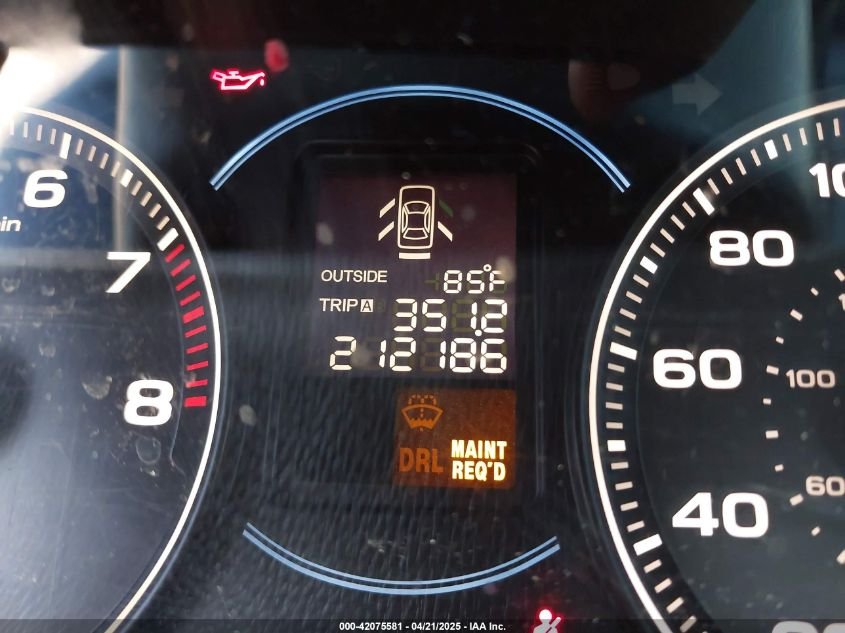 6
7
8
OUTSIDE 85°F
TRIP A 351.2
212186
DRL MAINT
REQ'D
80
60
100
40
60
000-42075581 - 04/21/2025 - IAA Inc.